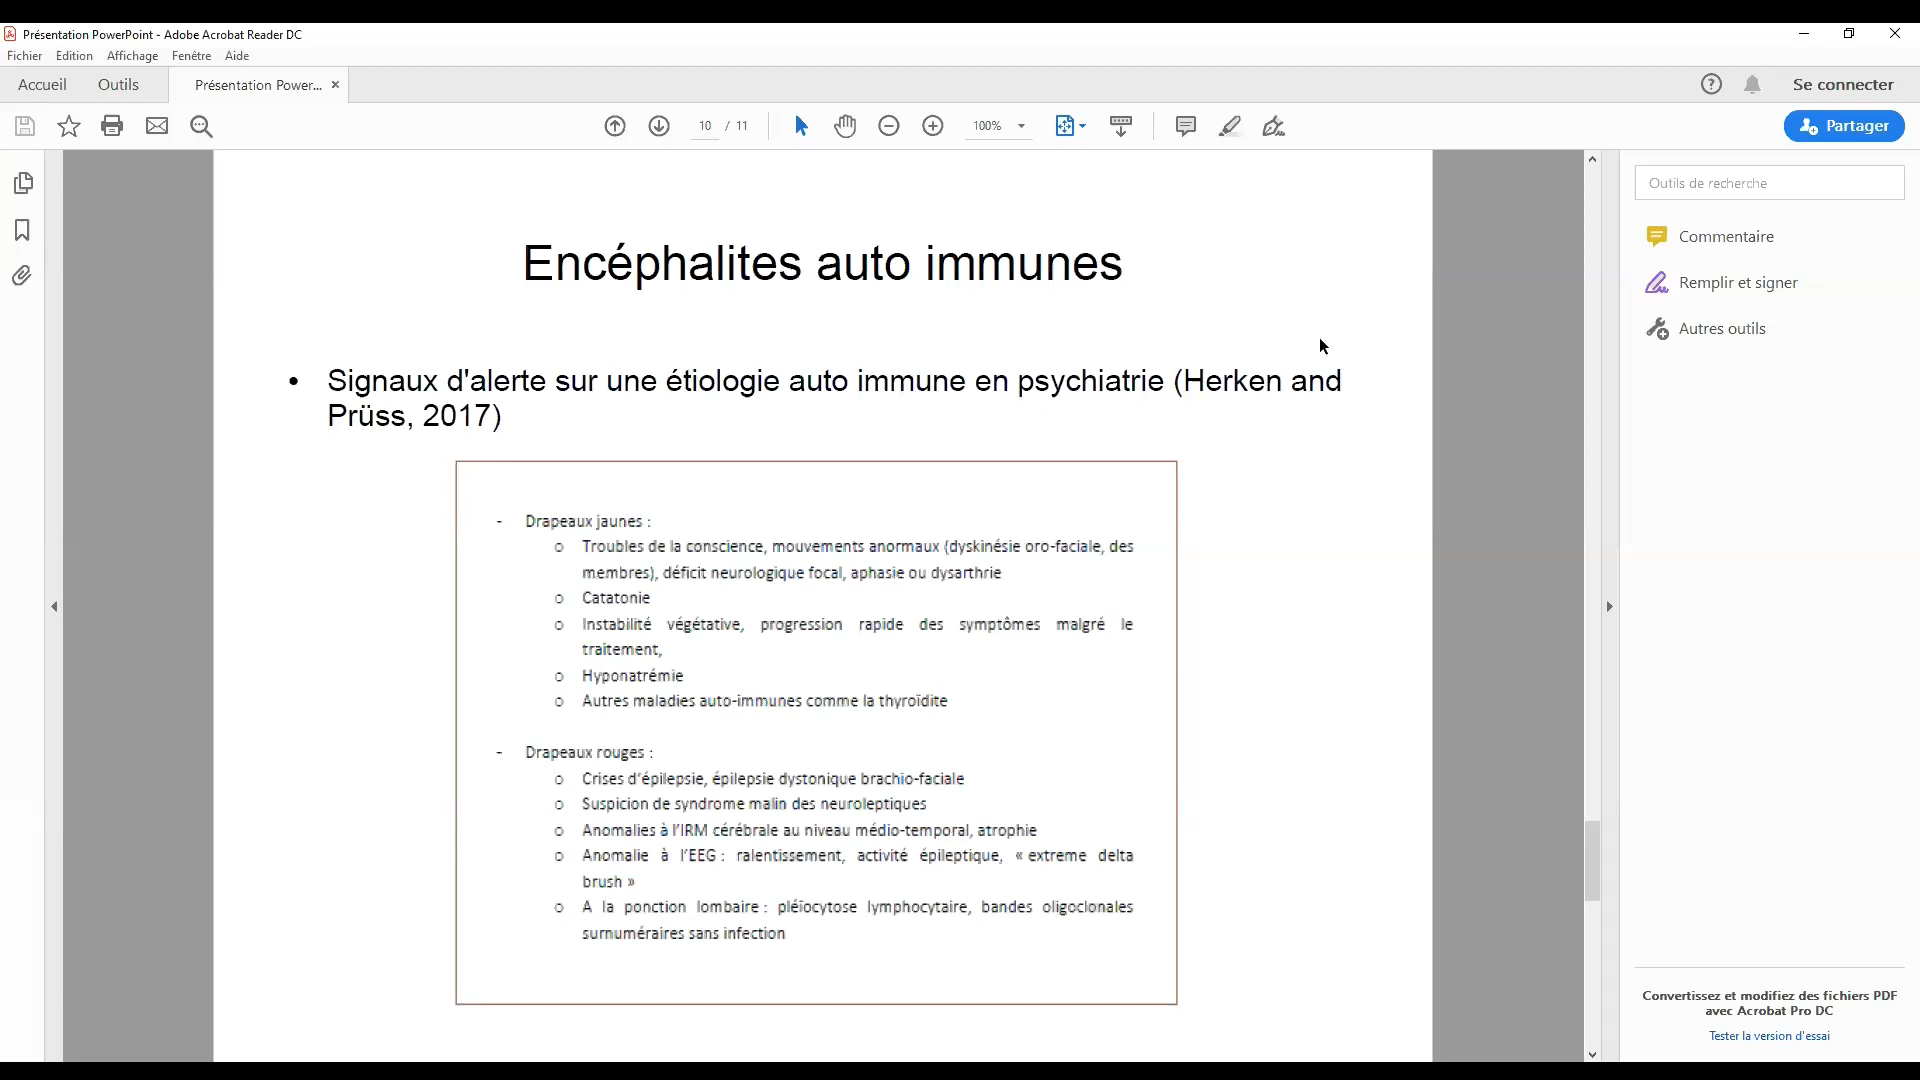 Présentation PowerPoint - Adobe Acrobat Reader DC
Fichier Edition Affichage Fenêtre Aide
Accueil Outils Présentation Power... × Se connecter
10 / 11 100% Partager
Outils de recherche
Commentaire
Remplir et signer
Autres outils
Encéphalites auto immunes
• Signaux d'alerte sur une étiologie auto immune en psychiatrie (Herken and
Prüss, 2017)
- Drapeaux jaunes :
o Troubles de la conscience, mouvements anormaux (dyskinésie oro-faciale, des
membres), déficit neurologique focal, aphasie ou dysarthrie
o Catatonie
o Instabilité végétative, progression rapide des symptômes malgré le
traitement,
o Hyponatrémie
o Autres maladies auto-immunes comme la thyroïdite
- Drapeaux rouges :
o Crises d'épilepsie, épilepsie dystonique brachio-faciale
o Suspicion de syndrome malin des neuroleptiques
o Anomalies à l'IRM cérébrale au niveau médio-temporal, atrophie
o Anomalie à l'EEG : ralentissement, activité épileptique, « extreme delta
brush »
o A la ponction lombaire : pléïocytose lymphocytaire, bandes oligoclonales
surnuméraires sans infection
Convertissez et modifiez des fichiers PDF
avec Acrobat Pro DC
Tester la version d'essai